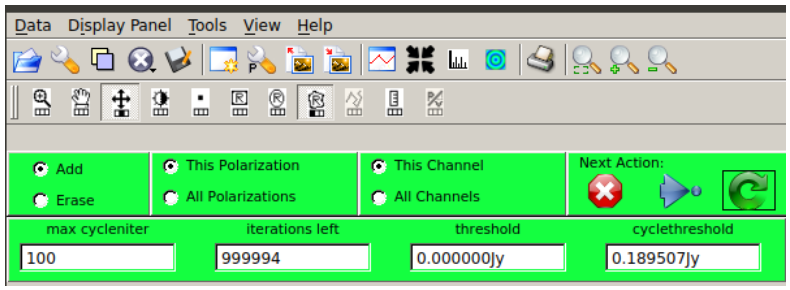 Data Display Panel Tools View Help
Add This Polarization This Channel Next Action:
Erase All Polarizations All Channels
max cycleniter iterations left threshold cyclethreshold
100 999994 0.000000Jy 0.189507Jy